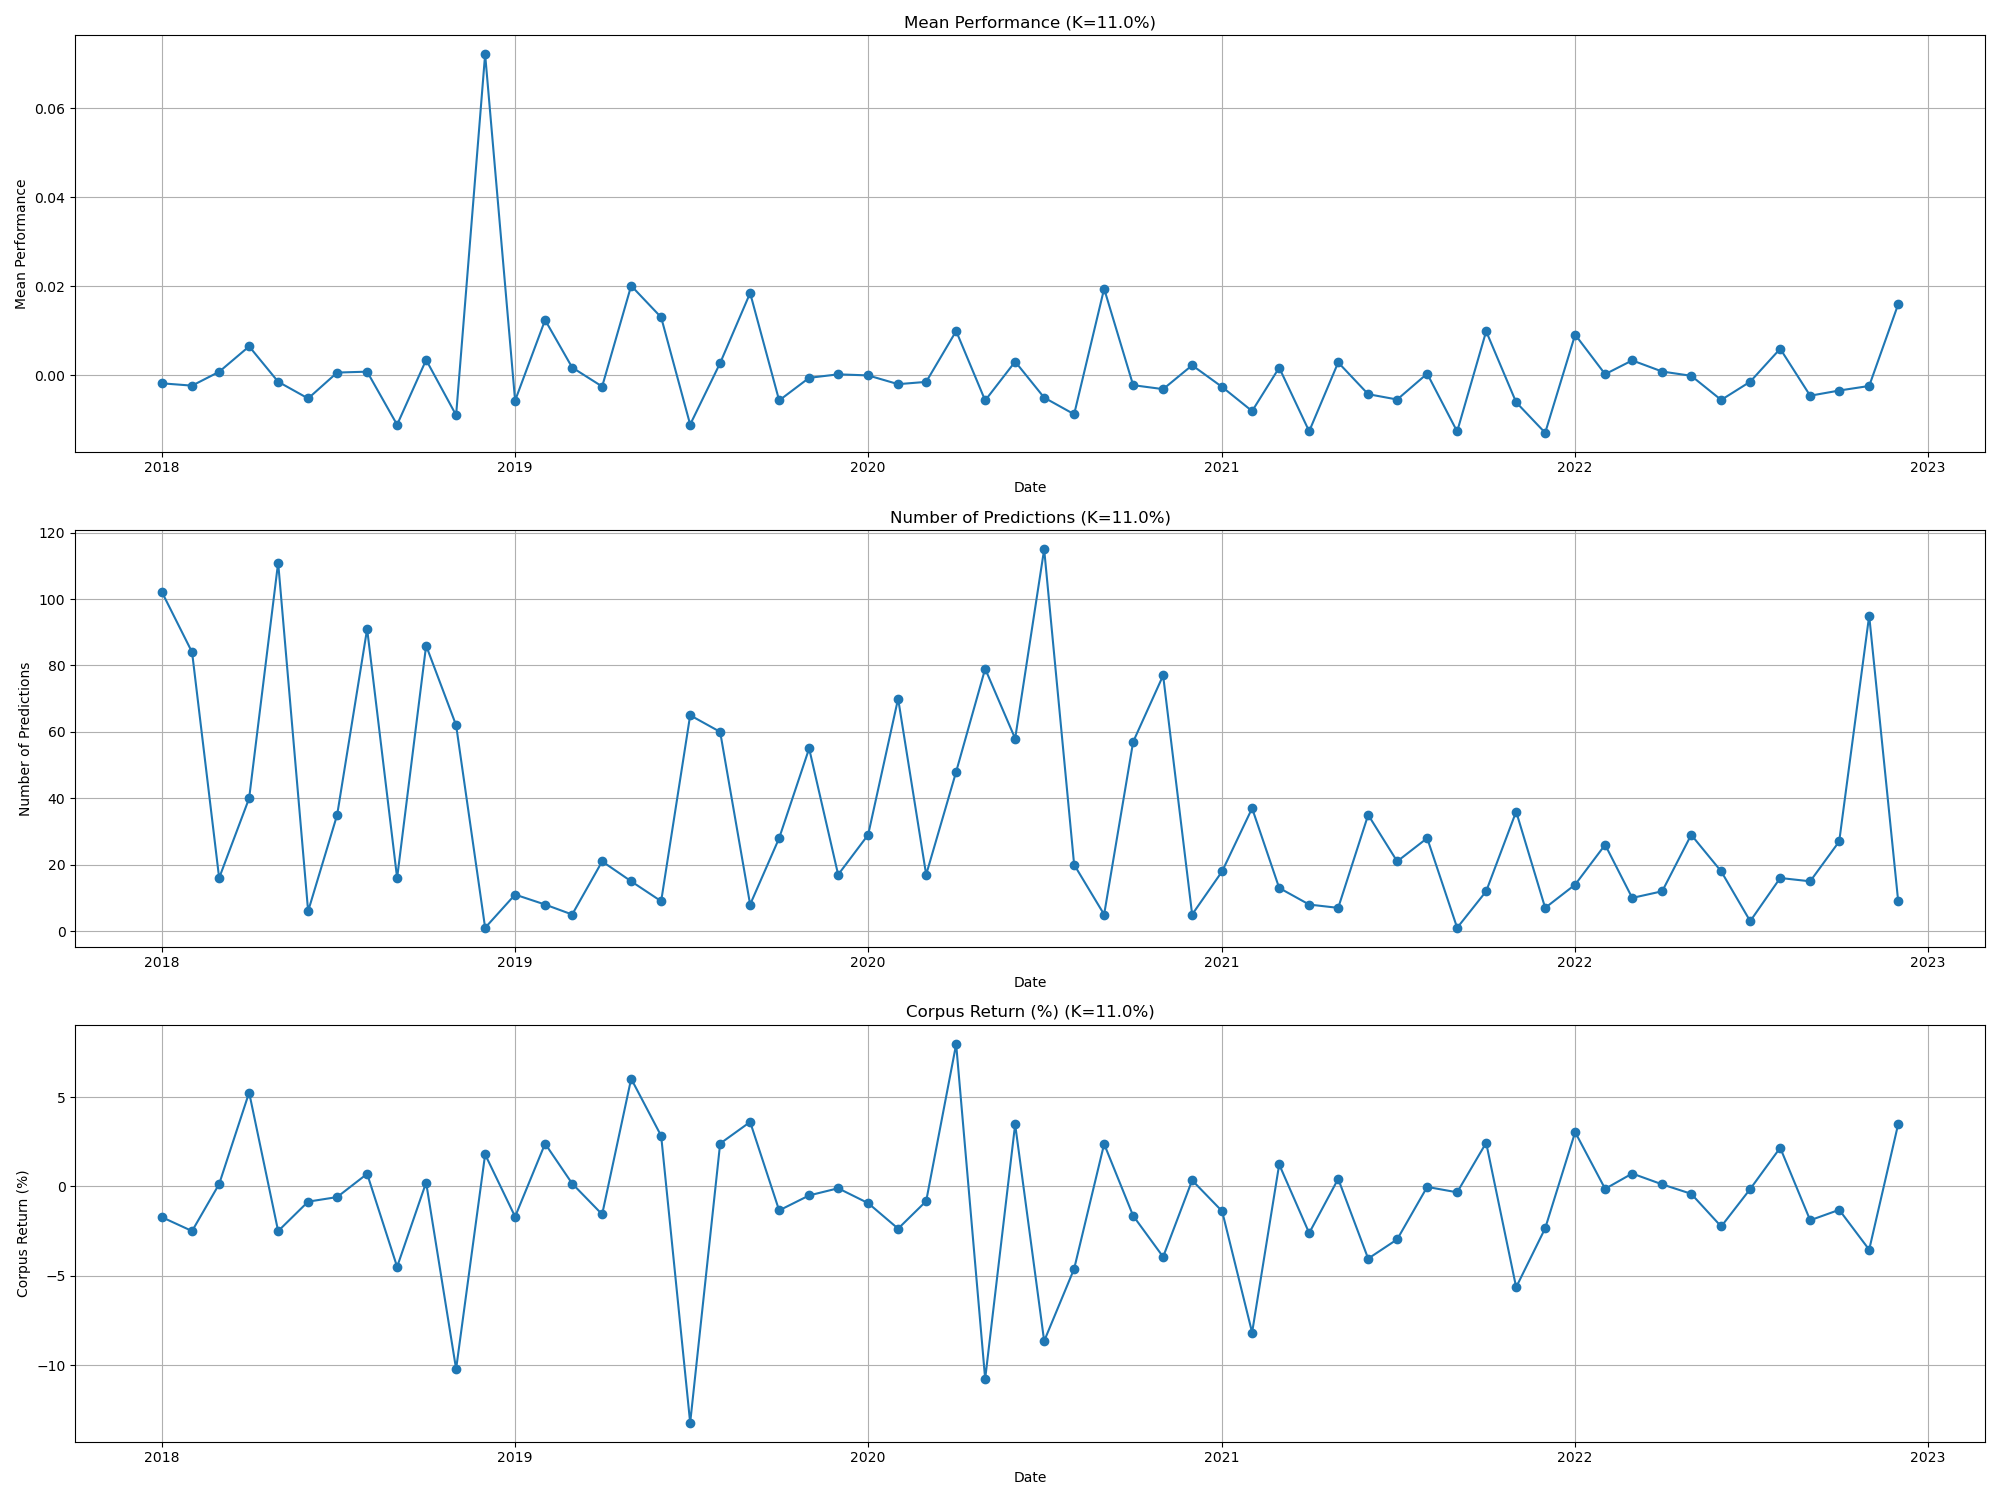 Mean Performance (K=11.0%)
Mean Performance
0.06
0.04
0.02
0.00
2018 2019 2020 2021 2022 2023
Date
Number of Predictions (K=11.0%)
Number of Predictions
120
100
80
60
40
20
0
2018 2019 2020 2021 2022 2023
Date
Corpus Return (%) (K=11.0%)
Corpus Return (%)
5
0
−5
−10
2018 2019 2020 2021 2022 2023
Date